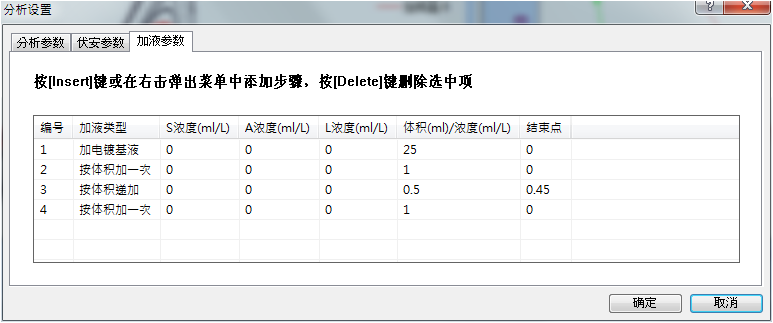 分析设置
?
分析参数 伏安参数 加液参数
按[Insert]键或在右击弹出菜单中添加步骤，按[Delete]键删除选中项
编号 加液类型 S浓度(ml/L) A浓度(ml/L) L浓度(ml/L) 体积(ml)/浓度(ml/L) 结束点
1 加电镀基液 0 0 0 25 0
2 按体积加一次 0 0 0 1 0
3 按体积递加 0 0 0 0.5 0.45
4 按体积加一次 0 0 0 1 0
确定 取消